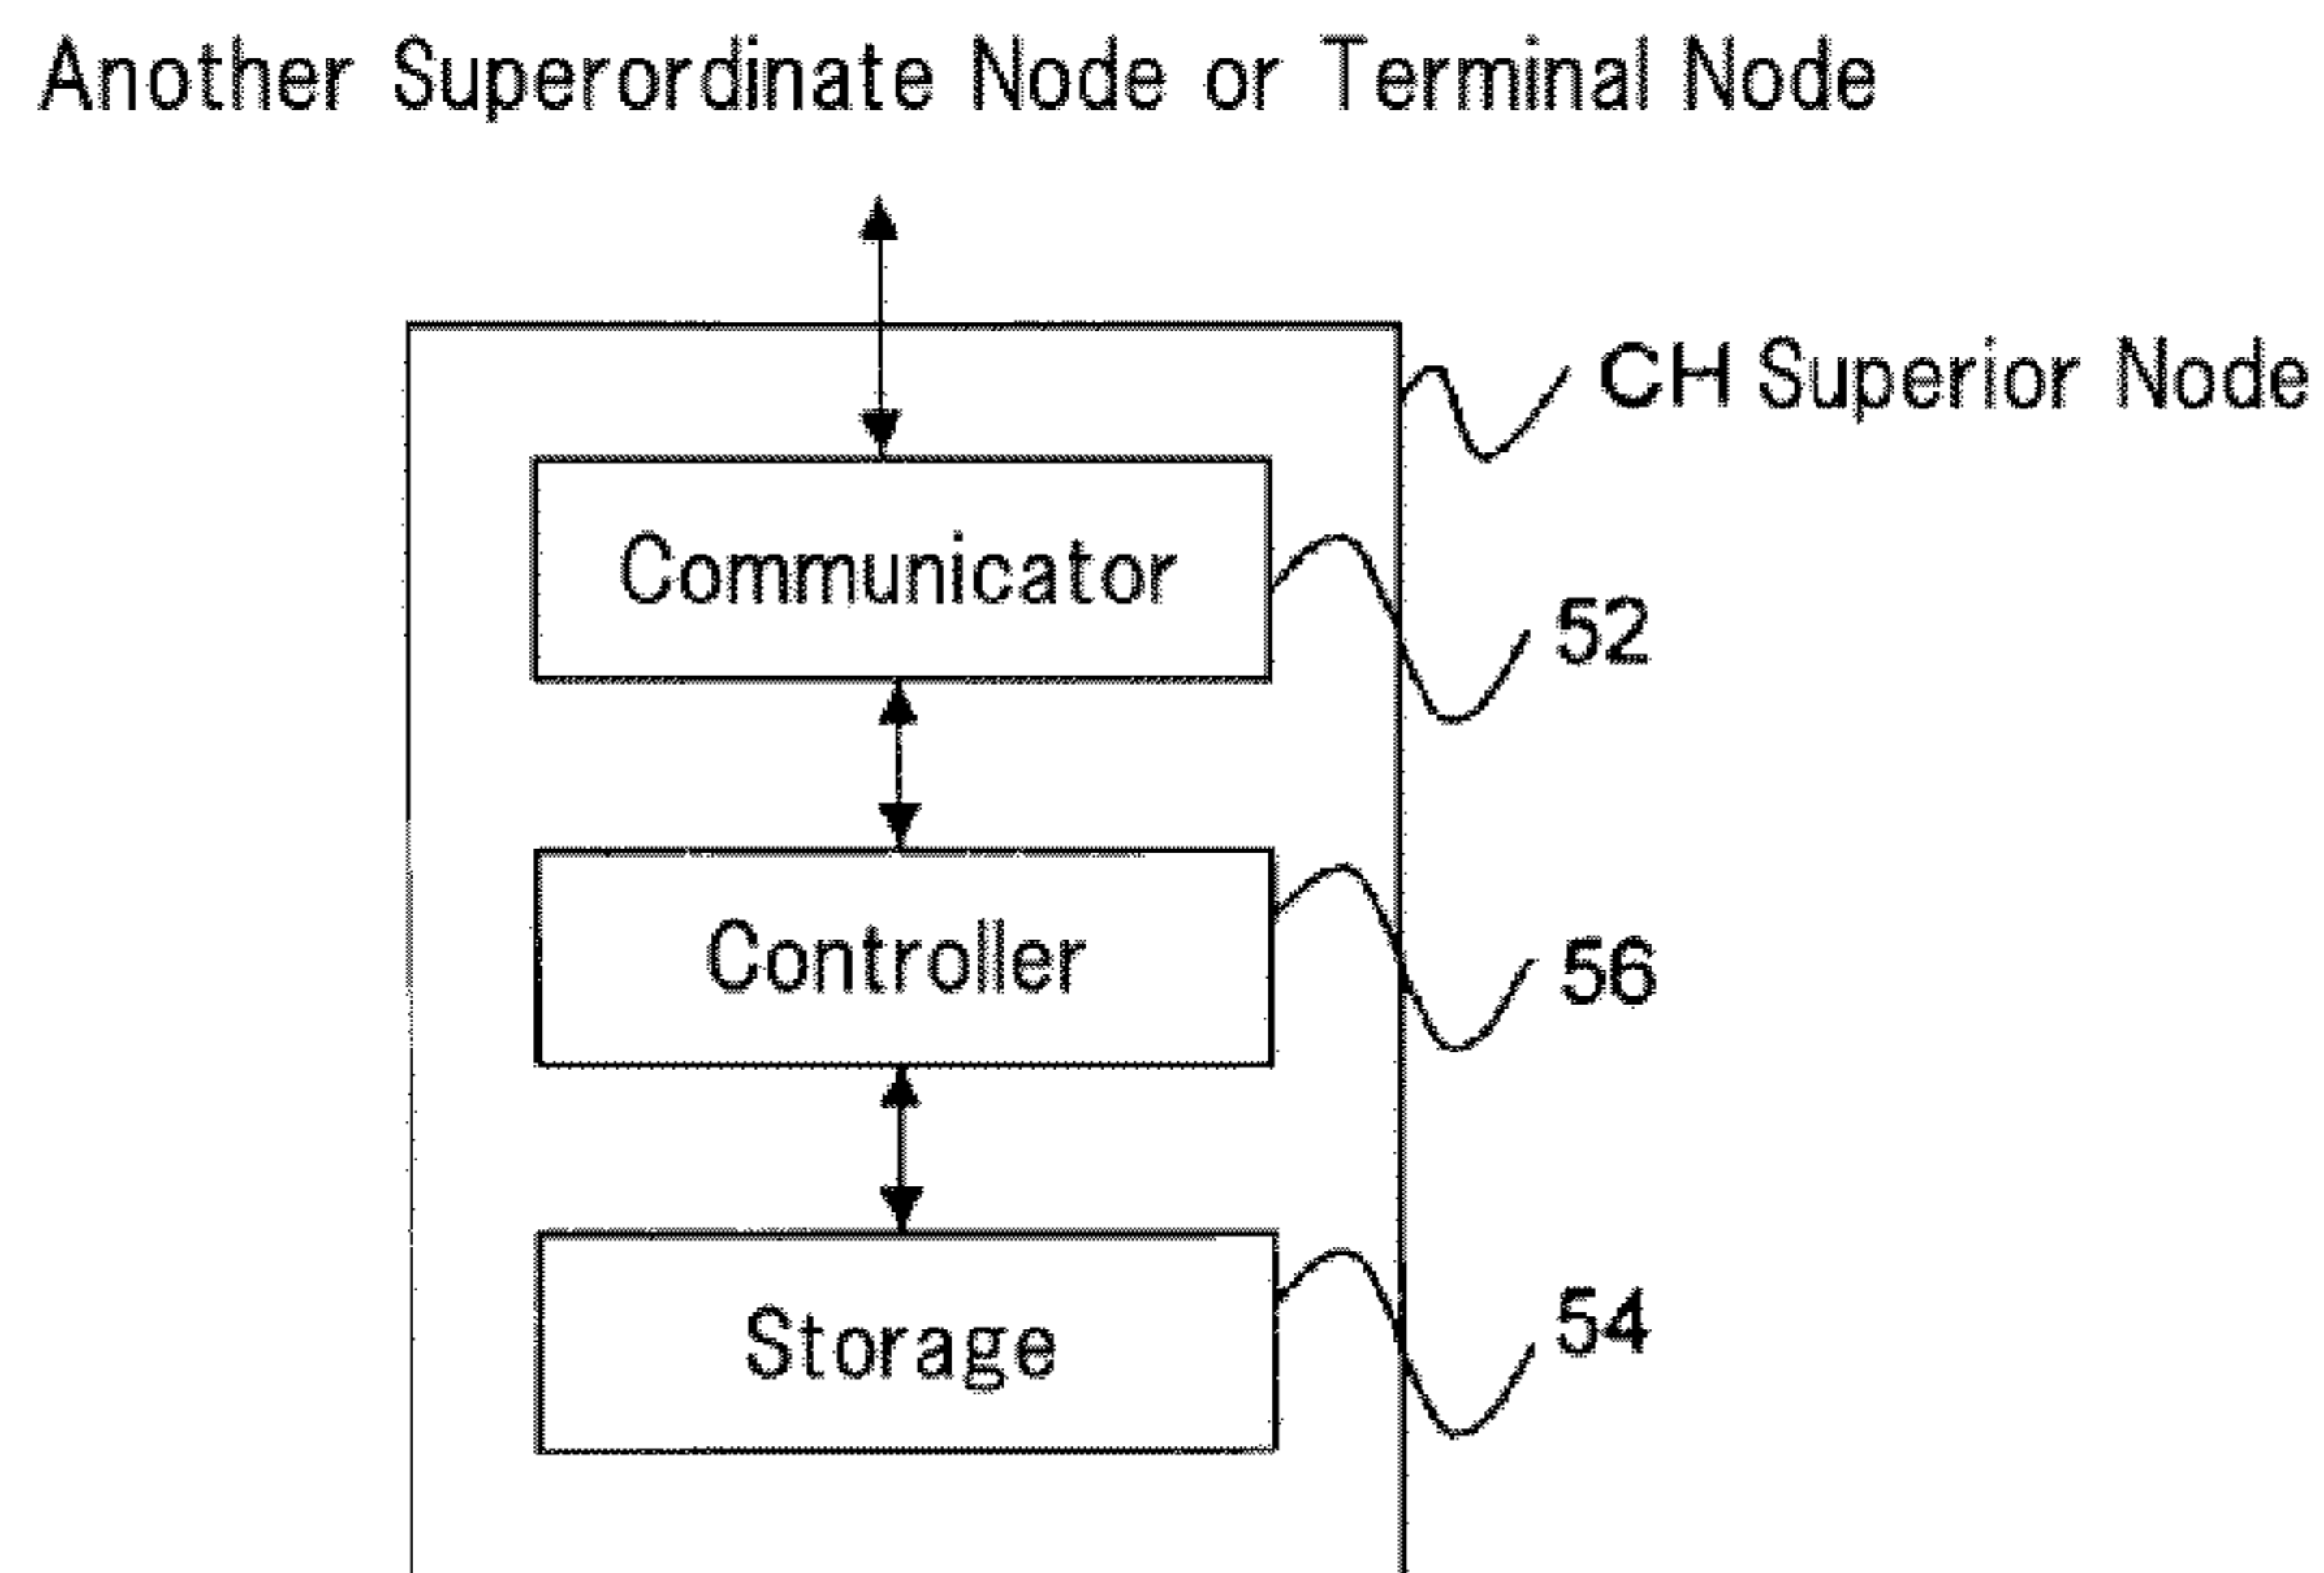 Another Superordinate Node or Terminal Node
CH Superior Node
Communicator
52
Controller
56
Storage
54